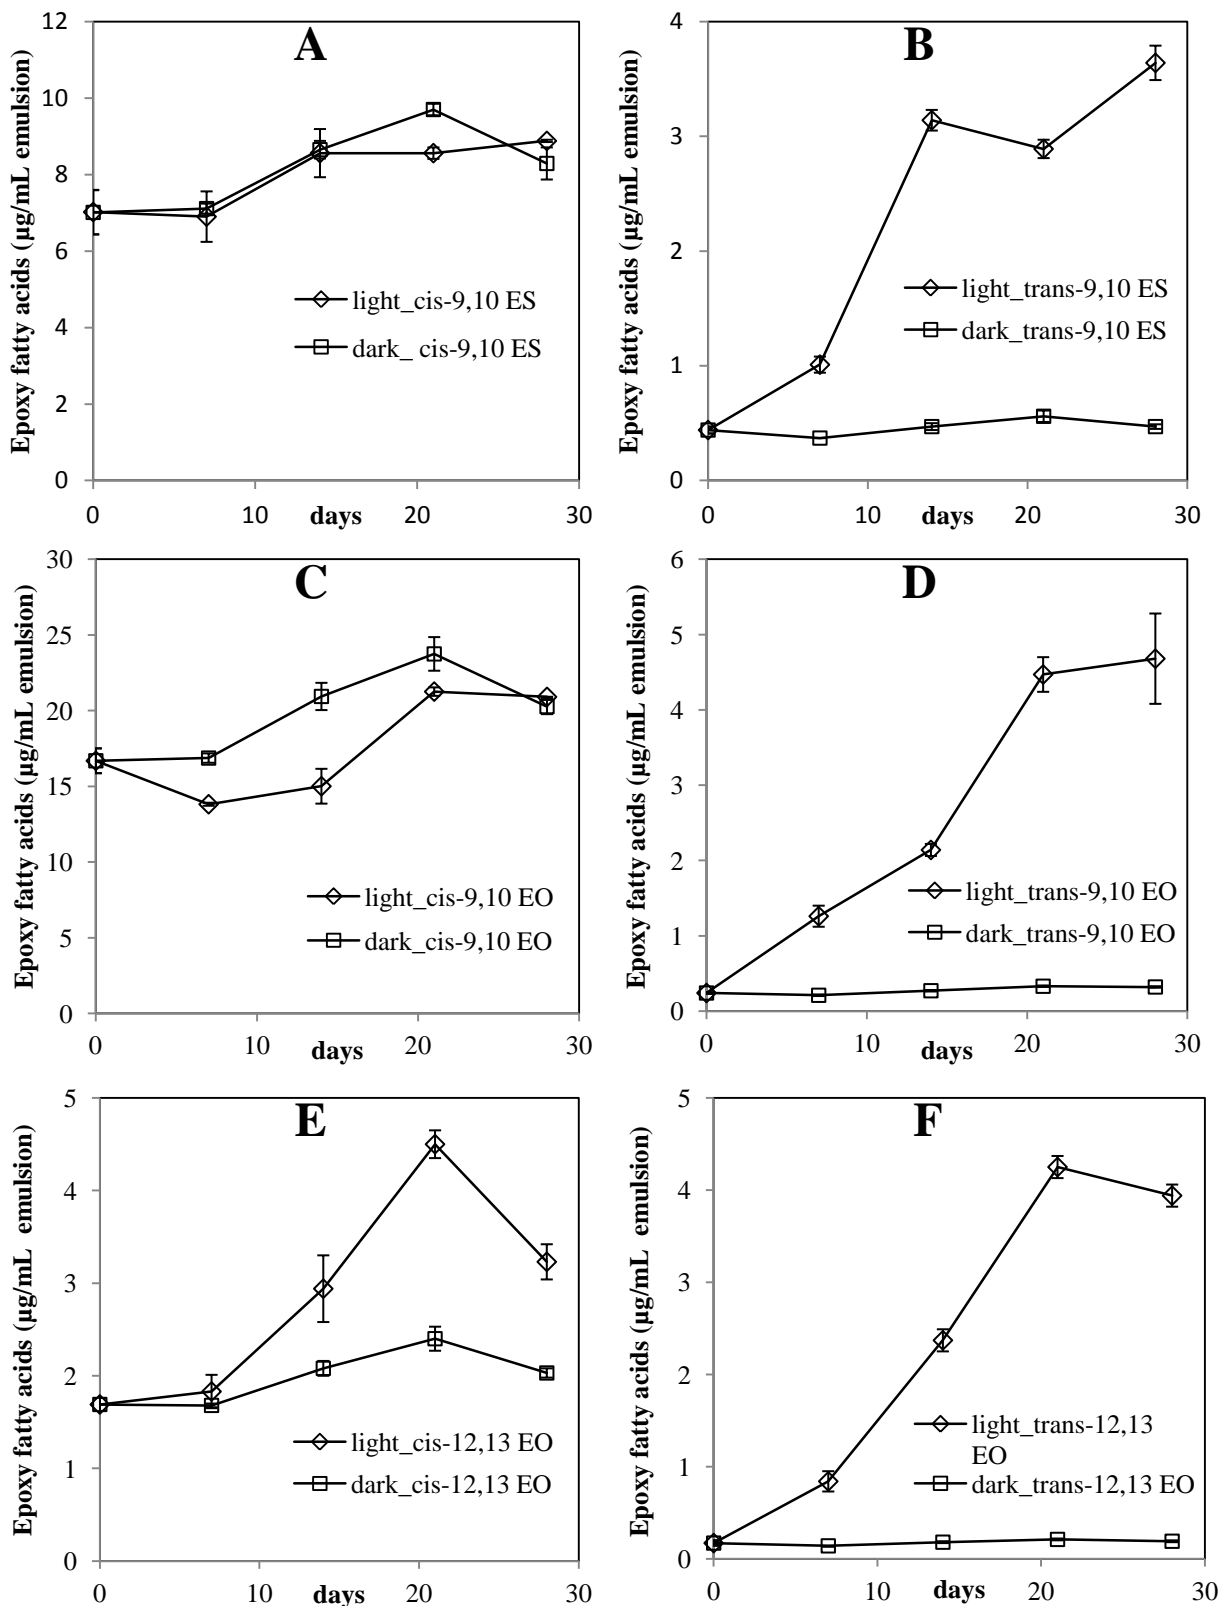 A
Epoxy fatty acids (µg/mL emulsion)
12
10
8
6
4
2
0
light_cis-9,10 ES
dark_ cis-9,10 ES
0
10
20
30
days
B
Epoxy fatty acids (µg/mL emulsion)
4
3
2
1
0
light_trans-9,10 ES
dark_trans-9,10 ES
0
10
20
30
days
C
Epoxy fatty acids (µg/mL emulsion)
30
25
20
15
10
5
0
light_cis-9,10 EO
dark_cis-9,10 EO
0
10
20
30
days
D
Epoxy fatty acids (µg/mL emulsion)
6
5
4
3
2
1
0
light_trans-9,10 EO
dark_trans-9,10 EO
0
10
20
30
days
E
Epoxy fatty acids (µg/mL  emulsion)
5
4
3
2
1
0
light_cis-12,13 EO
dark_cis-12,13 EO
0
10
20
30
days
F
Epoxy fatty acids (µg/mL  emulsion)
5
4
3
2
1
0
light_trans-12,13
EO
dark_trans-12,13 EO
0
10
20
30
days